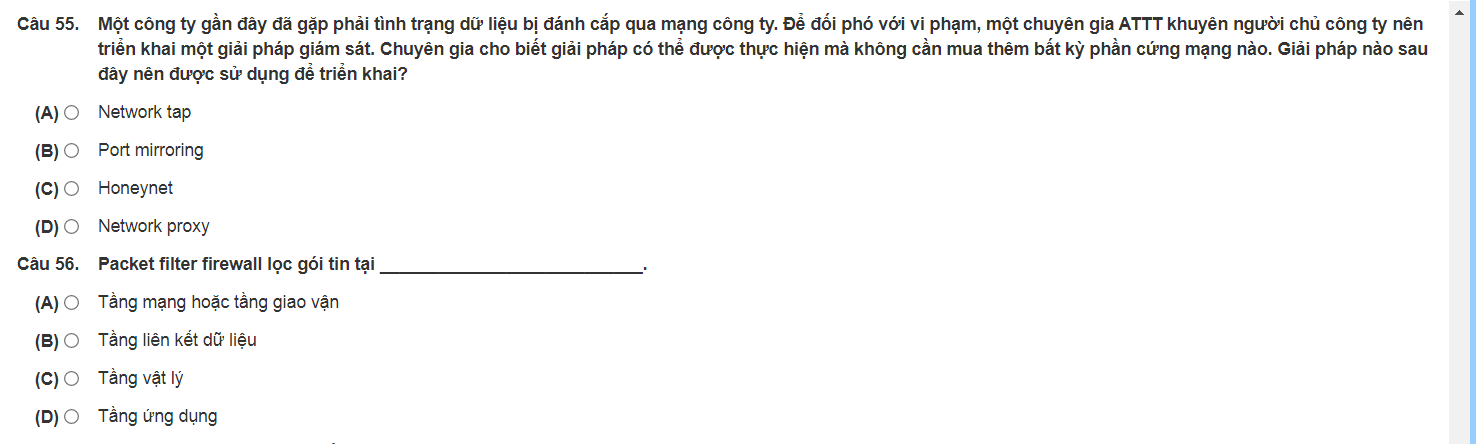 Câu 55. Một công ty gần đây đã gặp phải tình trạng dữ liệu bị đánh cắp qua mạng công ty. Để đối phó với vi phạm, một chuyên gia ATTT khuyên người chủ công ty nên
triển khai một giải pháp giám sát. Chuyên gia cho biết giải pháp có thể được thực hiện mà không cần mua thêm bất kỳ phần cứng mạng nào. Giải pháp nào sau
đây nên được sử dụng để triển khai?
(A) Network tap
(B) Port mirroring
(C) Honeynet
(D) Network proxy
Câu 56. Packet filter firewall lọc gói tin tại __________________________.
(A) Tầng mạng hoặc tầng giao vận
(B) Tầng liên kết dữ liệu
(C) Tầng vật lý
(D) Tầng ứng dụng